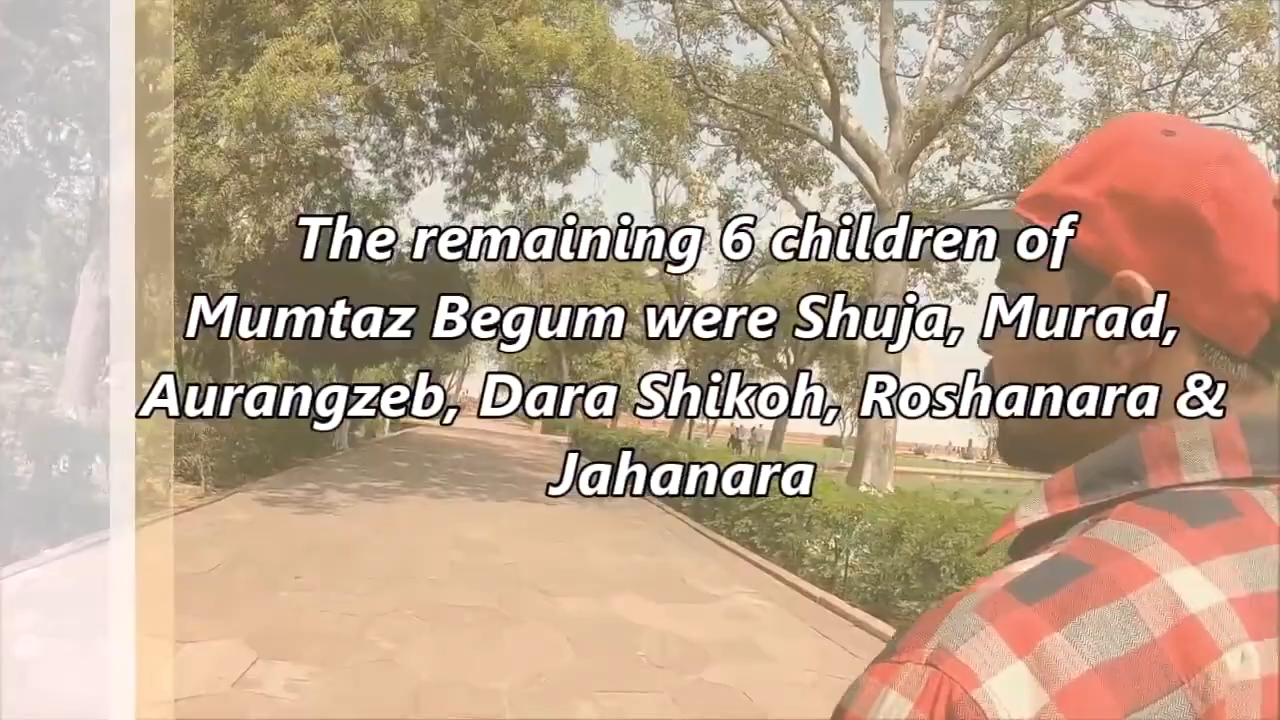 The remaining 6 children of
Mumtaz Begum were Shuja, Murad,
Aurangzeb, Dara Shikoh, Roshanara &
Jahanara